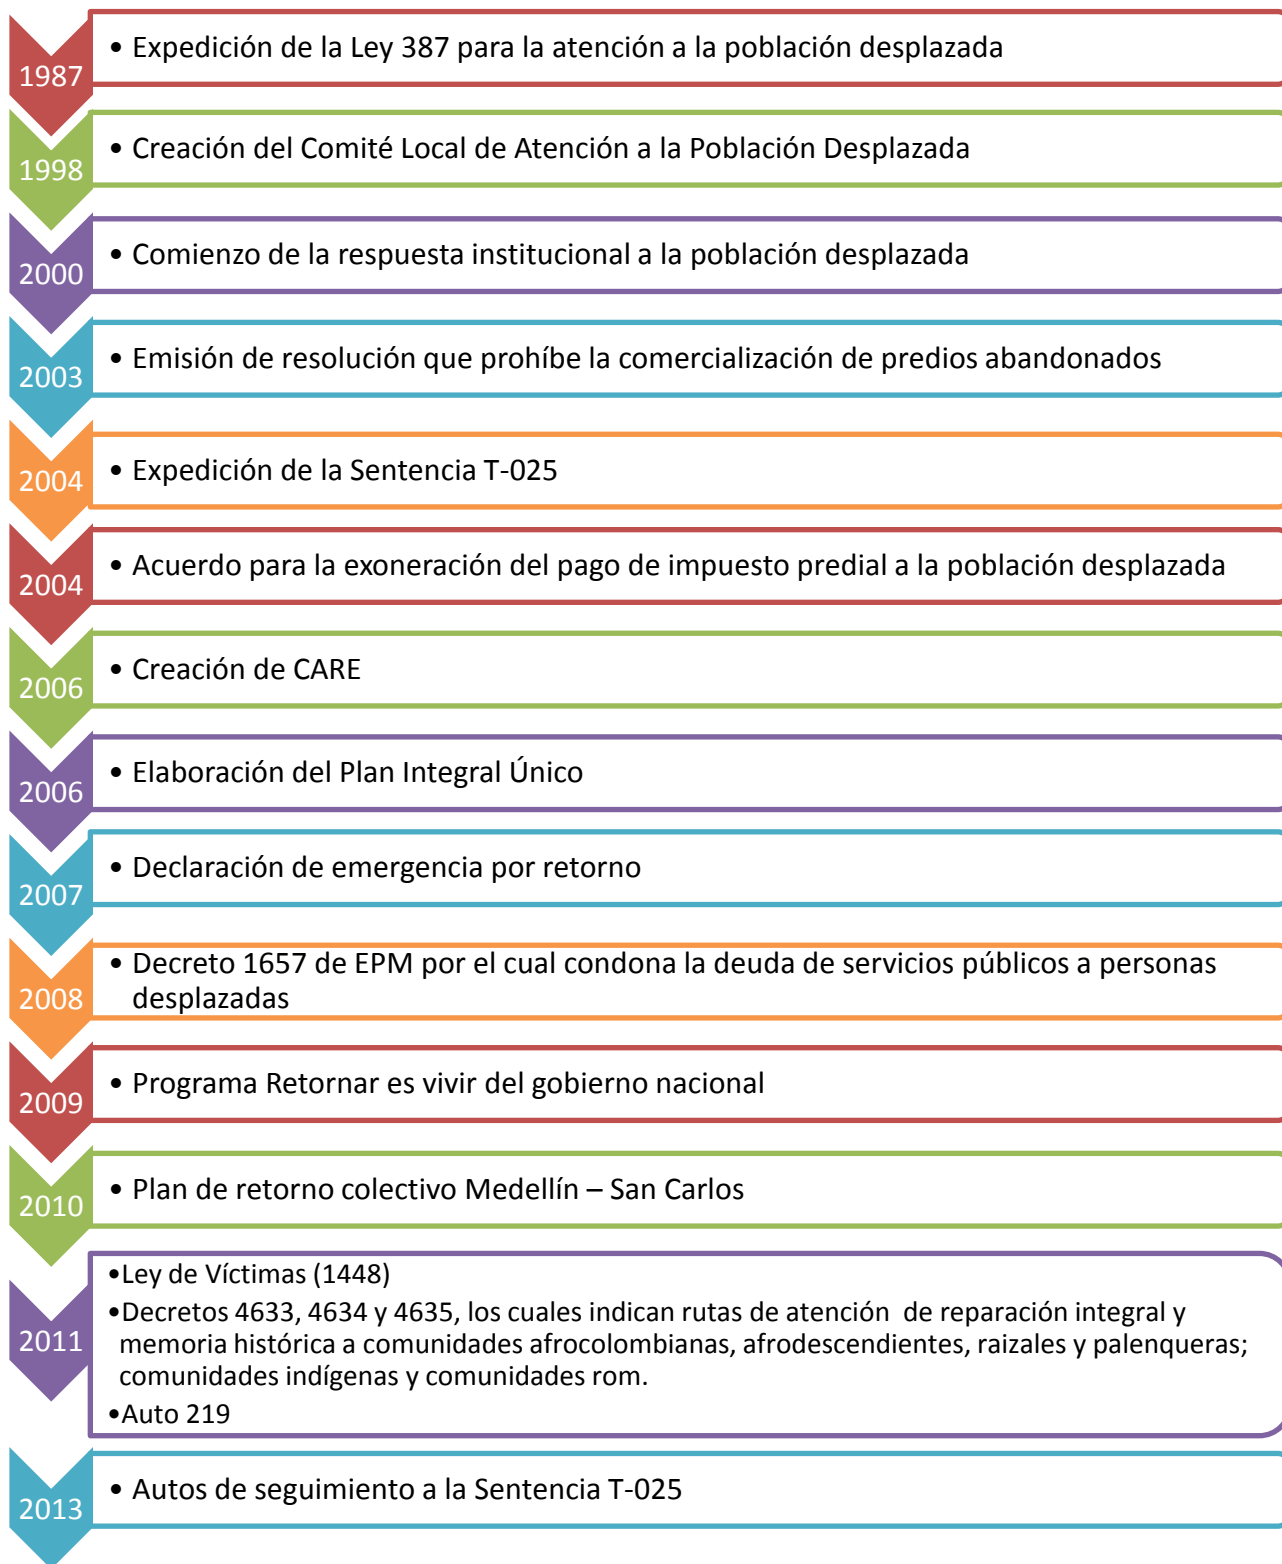 1987
• Expedición de la Ley 387 para la atención a la población desplazada
1998
• Creación del Comité Local de Atención a la Población Desplazada
2000
• Comienzo de la respuesta institucional a la población desplazada
2003
• Emisión de resolución que prohíbe la comercialización de predios abandonados
2004
• Expedición de la Sentencia T-025
2004
• Acuerdo para la exoneración del pago de impuesto predial a la población desplazada
2006
• Creación de CARE
2006
• Elaboración del Plan Integral Único
2007
• Declaración de emergencia por retorno
2008
• Decreto 1657 de EPM por el cual condona la deuda de servicios públicos a personas
desplazadas
2009
• Programa Retornar es vivir del gobierno nacional
2010
• Plan de retorno colectivo Medellín – San Carlos
2011
•Ley de Víctimas (1448)
•Decretos 4633, 4634 y 4635, los cuales indican rutas de atención de reparación integral y
memoria histórica a comunidades afrocolombianas, afrodescendientes, raizales y palenqueras;
comunidades indígenas y comunidades rom.
•Auto 219
2013
• Autos de seguimiento a la Sentencia T-025